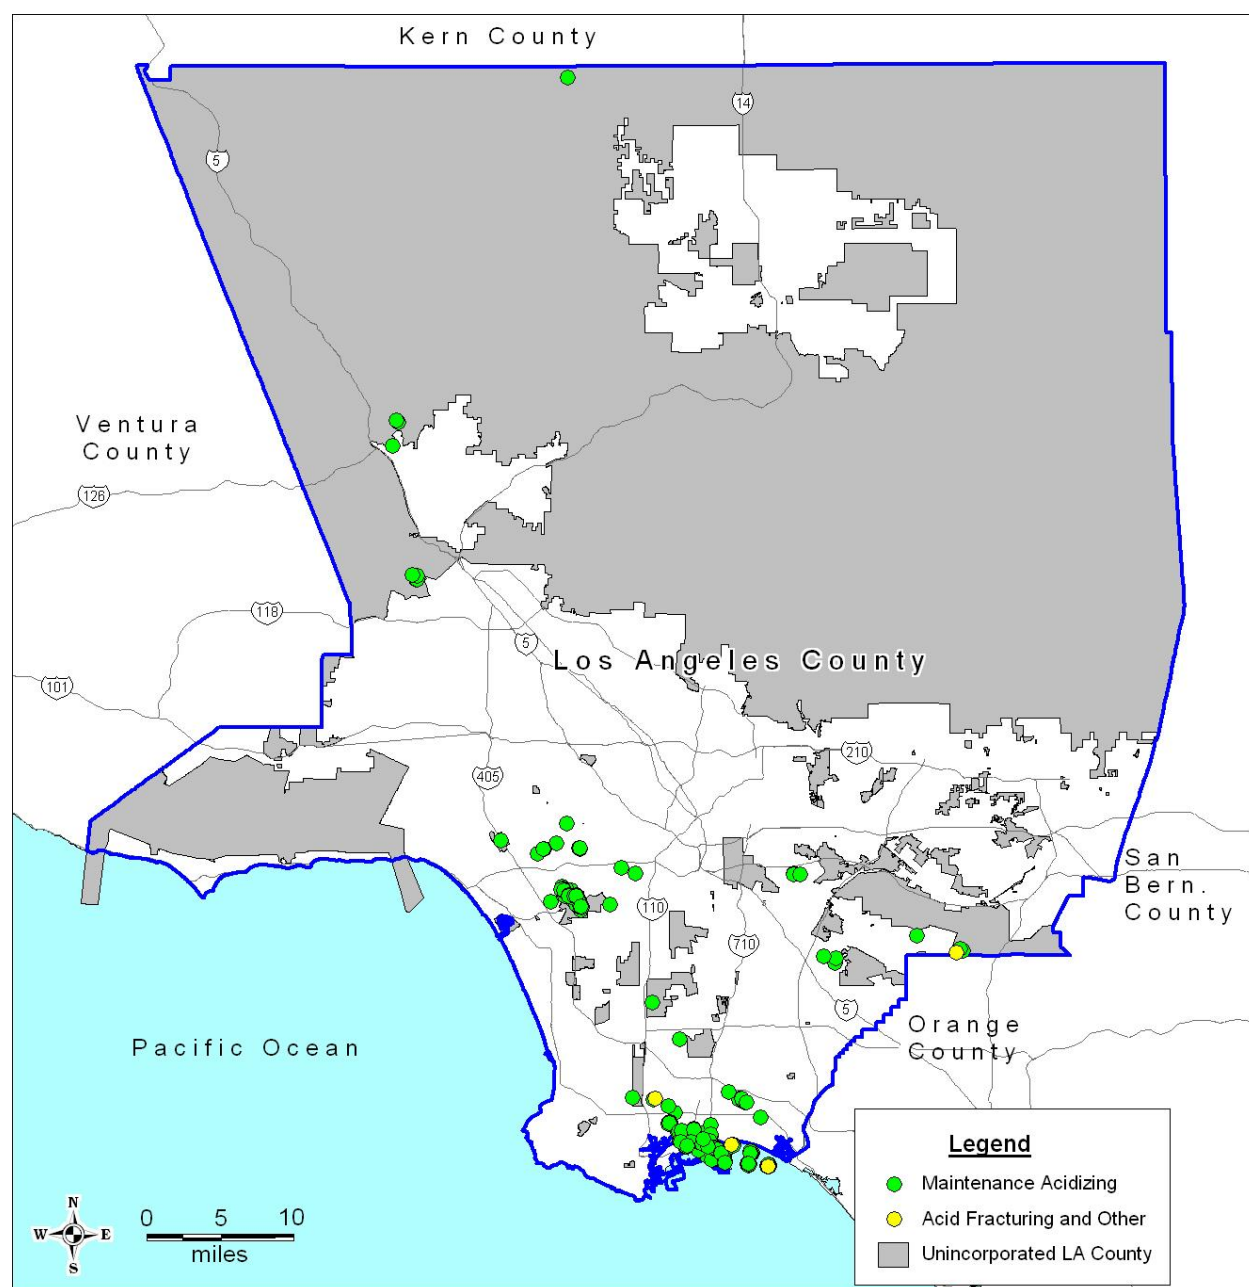 Kern County
14
5
Ventura
County
126
118
5
Los Angeles County
101
210
405
San
Bern.
County
110
710
5
Orange
County
Pacific Ocean
Legend
Maintenance Acidizing
Acid Fracturing and Other
Unincorporated LA County
N
W
E
S
0 5 10
miles